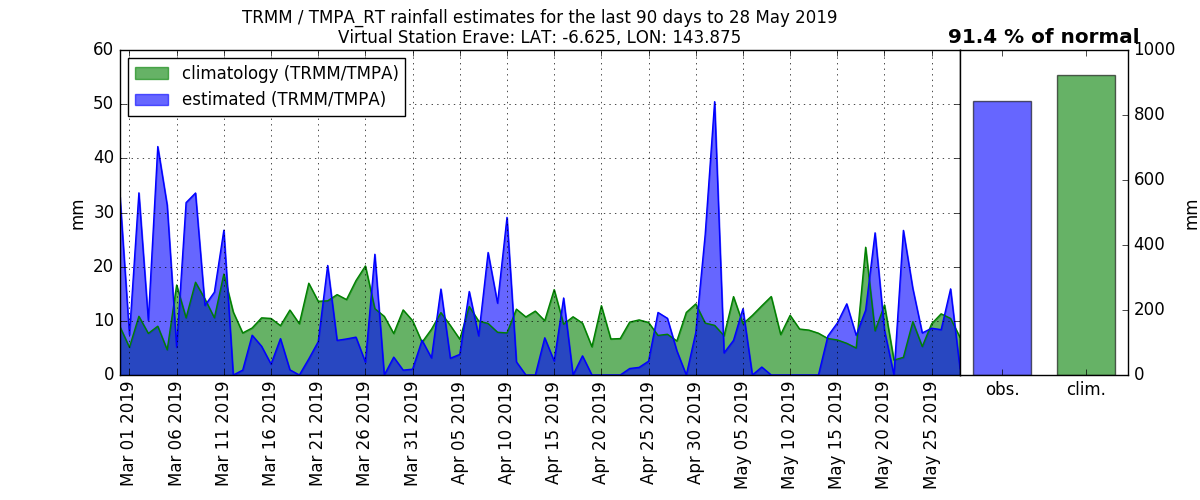 TRMM / TMPA_RT rainfall estimates for the last 90 days to 28 May 2019
Virtual Station Erave: LAT: -6.625, LON: 143.875
91.4 % of normal
climatology (TRMM/TMPA)
estimated (TRMM/TMPA)
60
50
40
30
20
10
0
mm
1000
800
600
400
200
0
mm
Mar 01 2019
Mar 06 2019
Mar 11 2019
Mar 16 2019
Mar 21 2019
Mar 26 2019
Mar 31 2019
Apr 05 2019
Apr 10 2019
Apr 15 2019
Apr 20 2019
Apr 25 2019
Apr 30 2019
May 05 2019
May 10 2019
May 15 2019
May 20 2019
May 25 2019
obs.
clim.